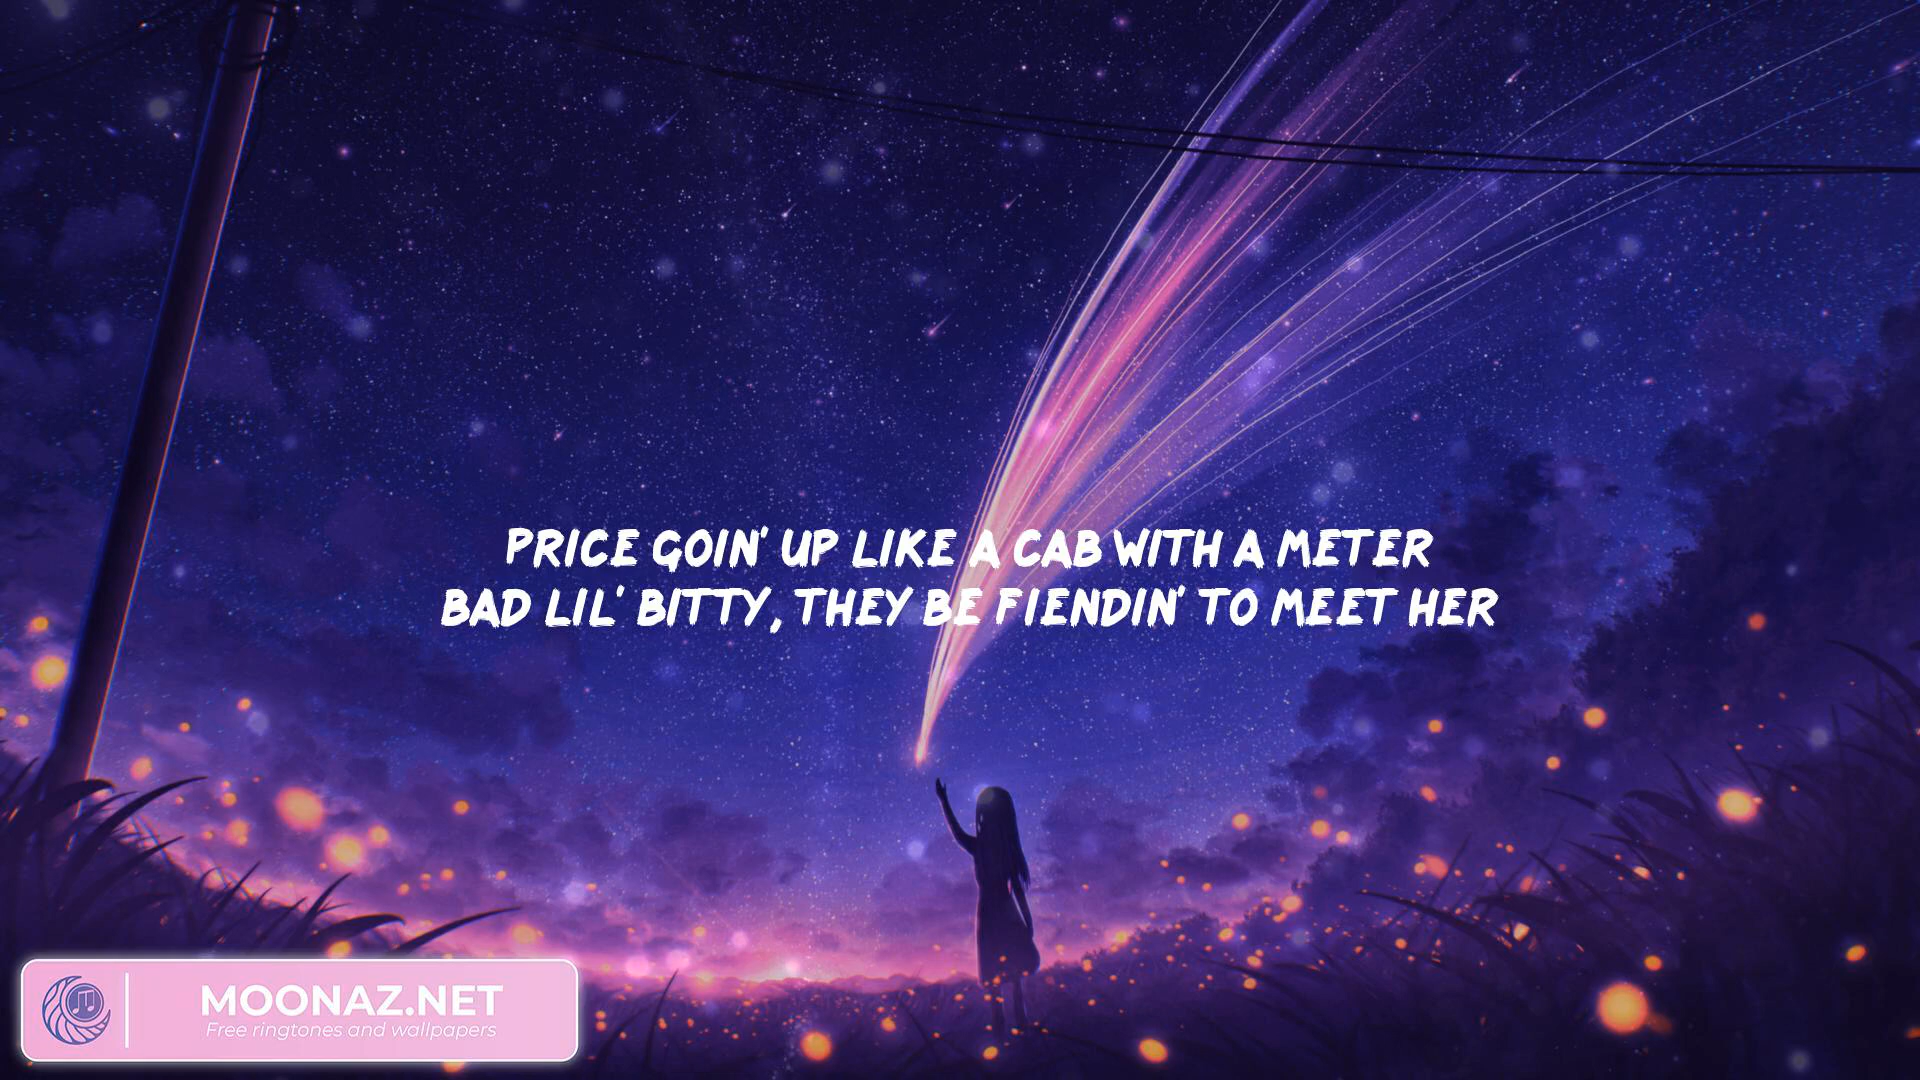 PRICE GOIN' UP LIKE A CAB WITH A METER
BAD LIL' BITTY, THEY BE FIENDIN' TO MEET HER
MOONAZ.NET
Free ringtones and wallpapers